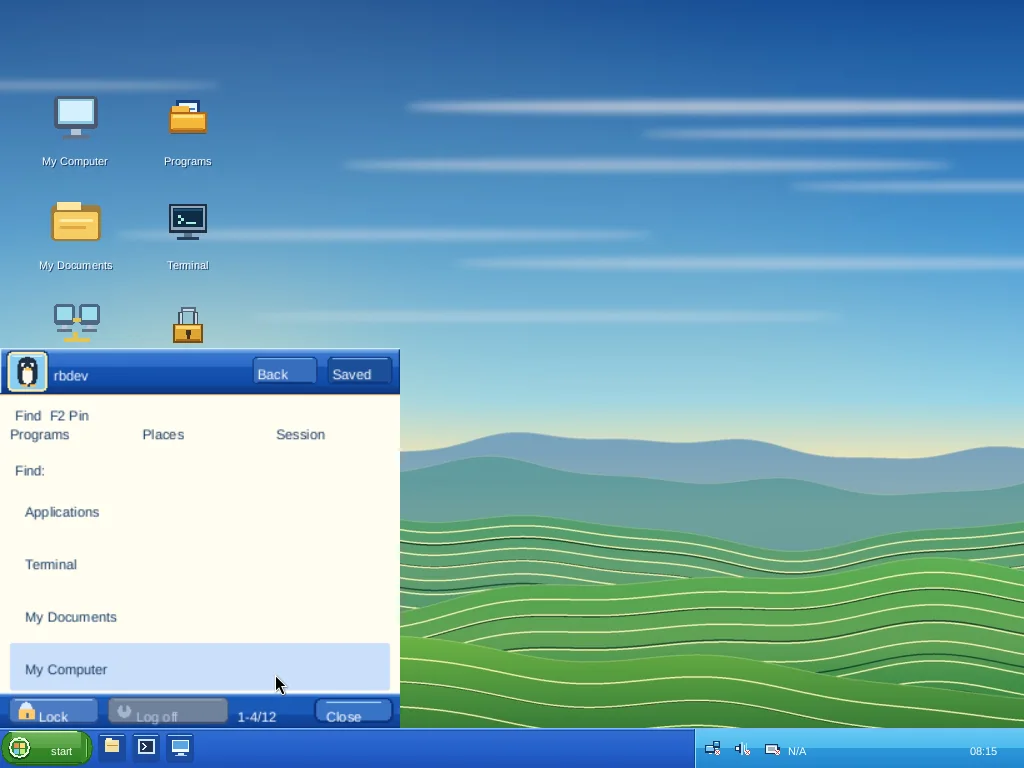 My Computer
Programs
My Documents
Terminal
rbdev
Back
Saved
Find F2 Pin
Programs
Places
Session
Find:
Applications
Terminal
My Documents
My Computer
Lock
Log off
1-4/12
Close
start
N/A
08:15